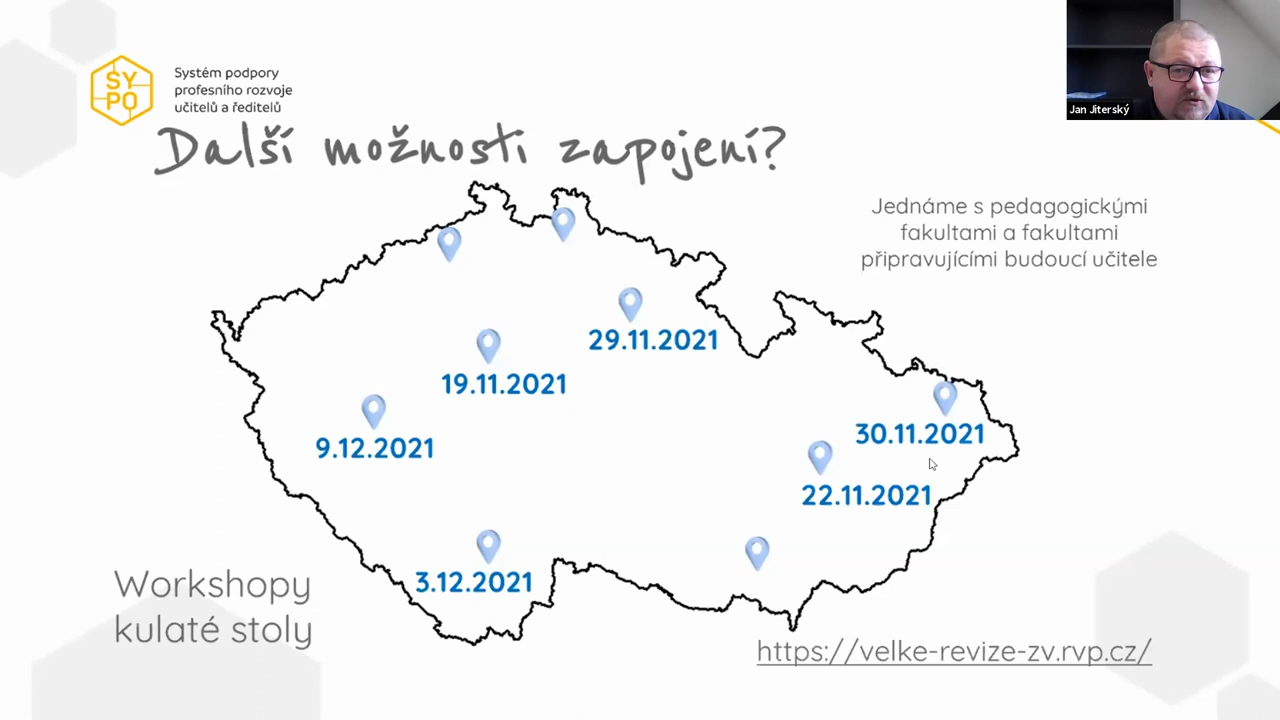 SY
PO
Systém podpory
profesního rozvoje
učitelů a ředitelů
Jan Jiterský
Další možnosti zapojení?
Jednáme s pedagogickými
fakultami a fakultami
připravujícími budoucí učitele
29.11.2021
19.11.2021
9.12.2021
30.11.2021
22.11.2021
3.12.2021
Workshopy
kulaté stoly
https://velke-revize-zv.rvp.cz/